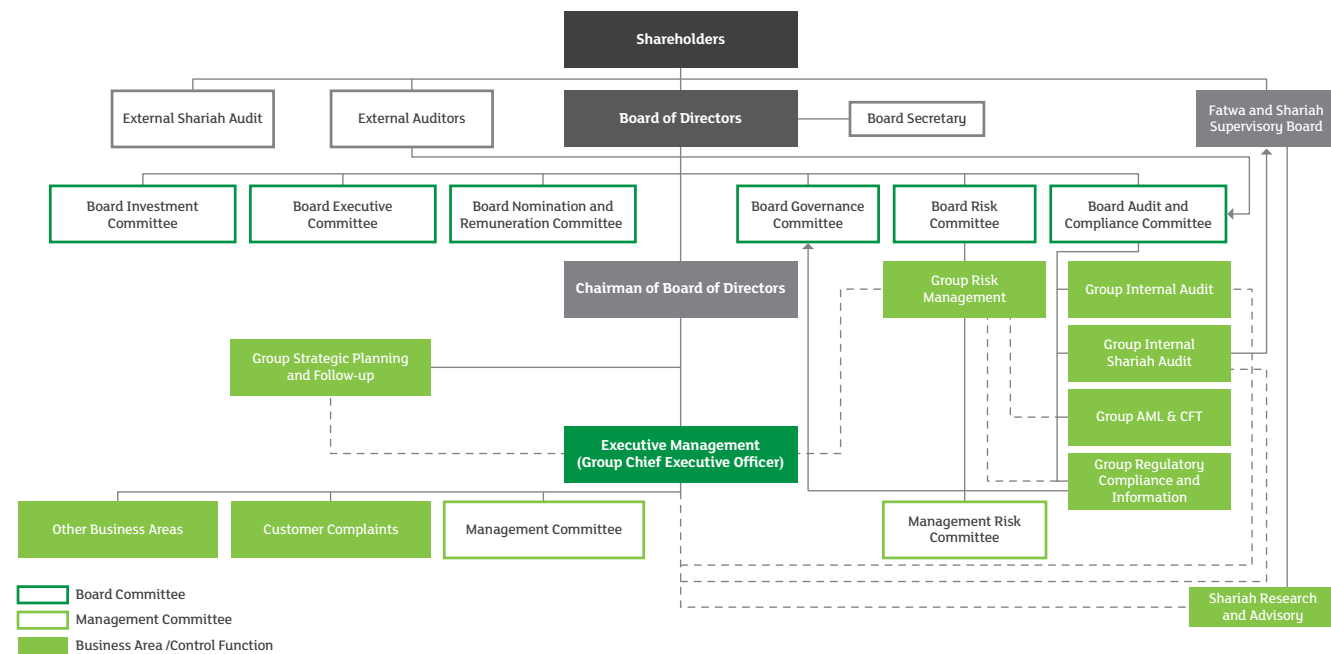 Shareholders
External Shariah Audit
External Auditors
Board of Directors
Board Secretary
Fatwa and Shariah
Supervisory Board
Board Investment
Committee
Board Executive
Committee
Board Nomination and
Remuneration Committee
Board Governance
Committee
Board Risk
Committee
Board Audit and
Compliance Committee
Chairman of Board of Directors
Group Risk
Management
Group Internal Audit
Group Strategic Planning
and Follow-up
Group Internal
Shariah Audit
Group AML & CFT
Executive Management
(Group Chief Executive Officer)
Group Regulatory
Compliance and
Information
Other Business Areas
Customer Complaints
Management Committee
Management Risk
Committee
Board Committee
Management Committee
Business Area /Control Function
Shariah Research
and Advisory